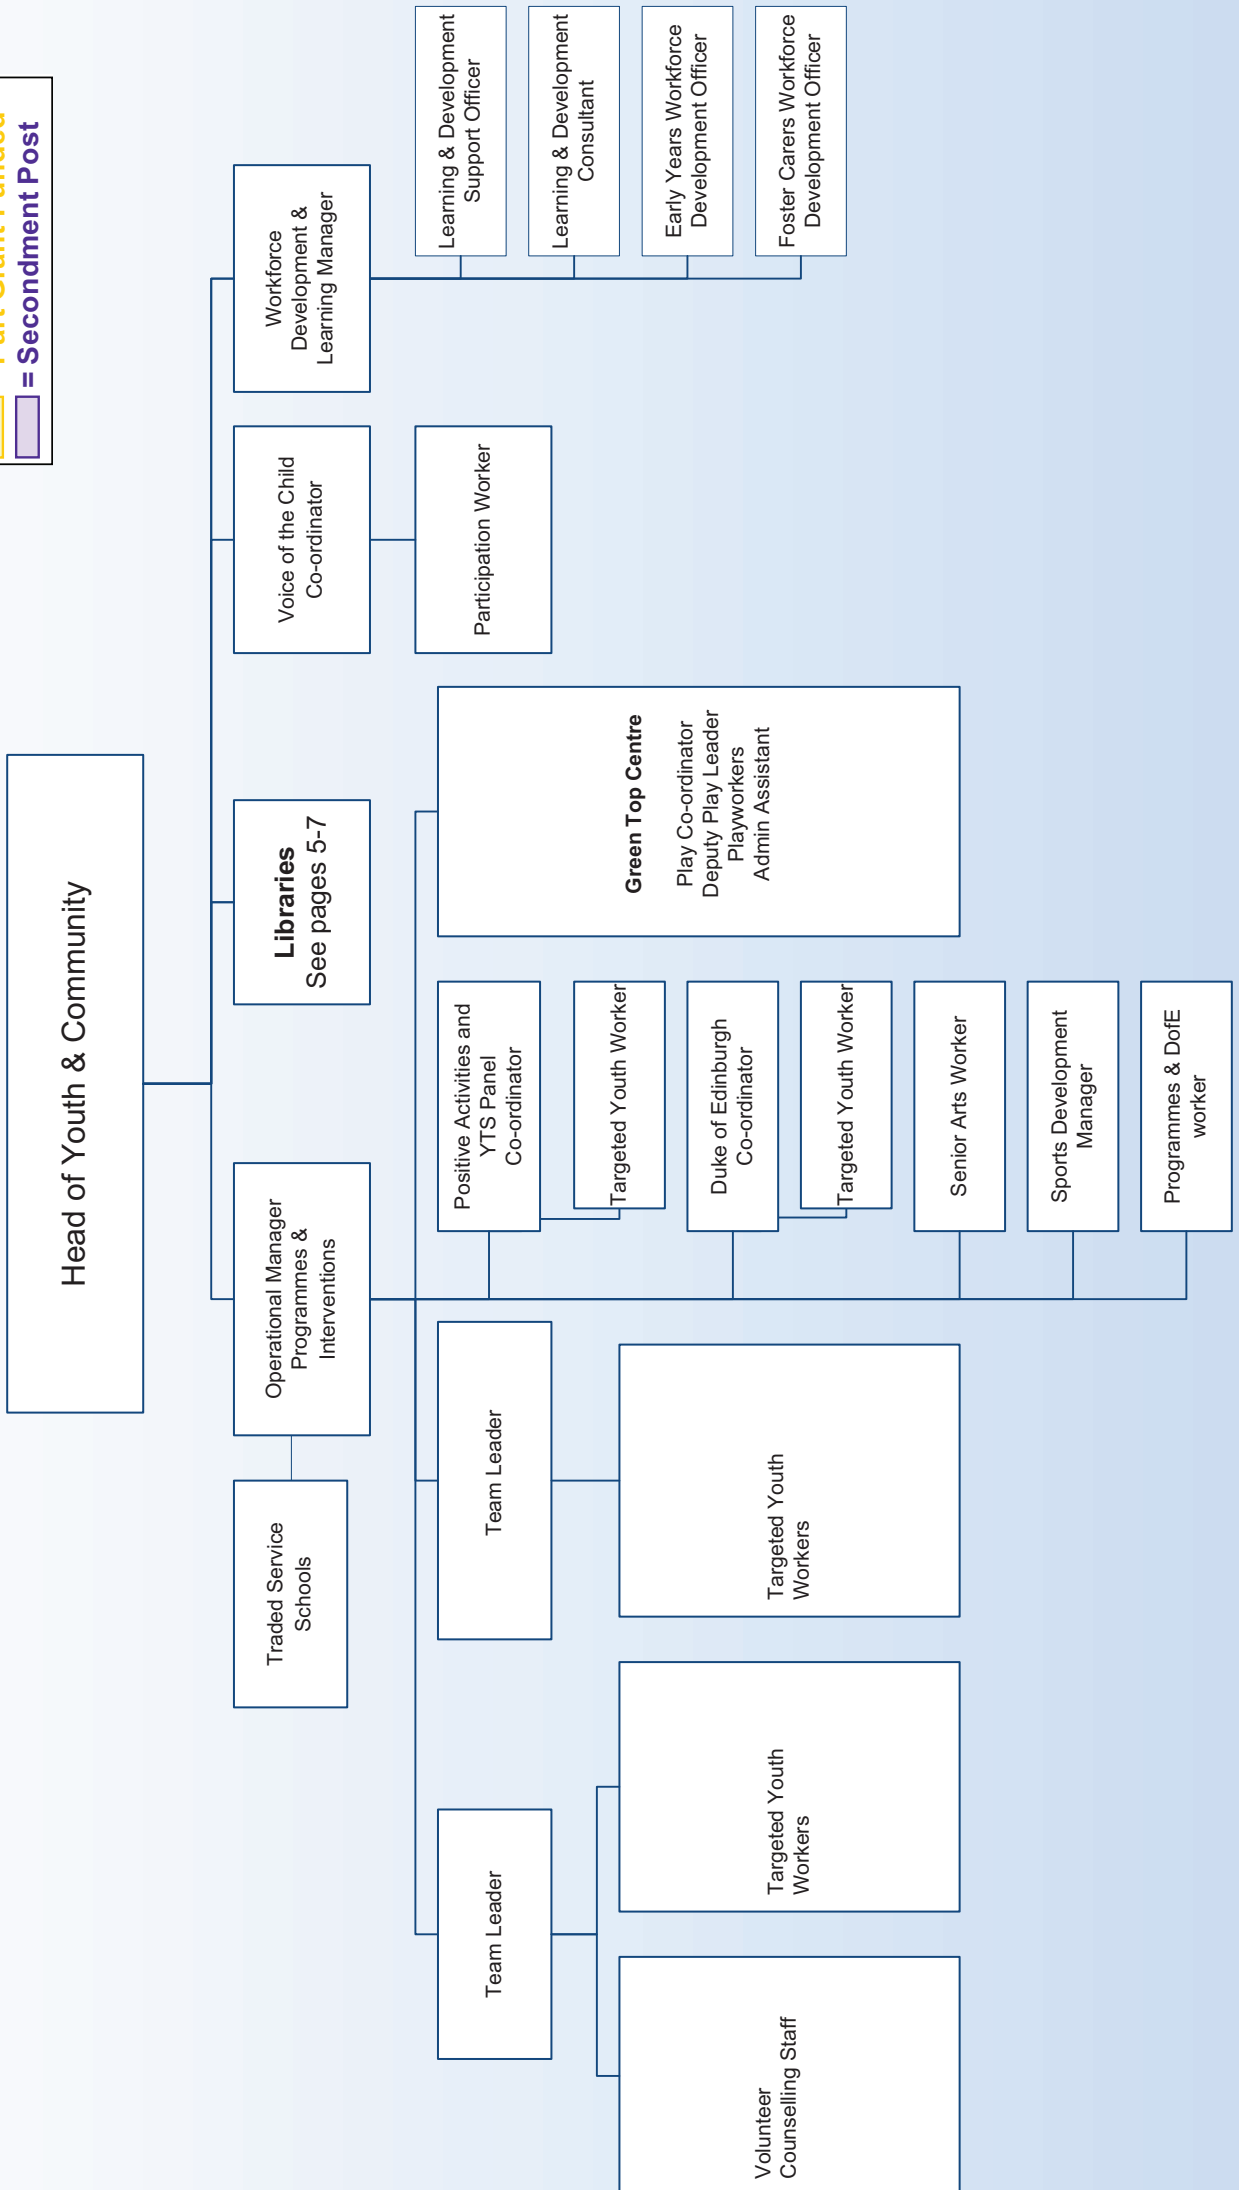 = Secondment Post
Head of Youth & Community
Traded Service
Schools
Operational Manager
Programmes &
Interventions
Libraries
See pages 5-7
Voice of the Child
Co-ordinator
Workforce
Development &
Learning Manager
Team Leader
Team Leader
Volunteer
Counselling Staff
Targeted Youth
Workers
Targeted Youth
Workers
Positive Activities and
YTS Panel
Co-ordinator
Targeted Youth Worker
Duke of Edinburgh
Co-ordinator
Targeted Youth Worker
Senior Arts Worker
Sports Development
Manager
Programmes & DofE
worker
Green Top Centre
Play Co-ordinator
Deputy Play Leader
Playworkers
Admin Assistant
Participation Worker
Learning & Development
Support Officer
Learning & Development
Consultant
Early Years Workforce
Development Officer
Foster Carers Workforce
Development Officer